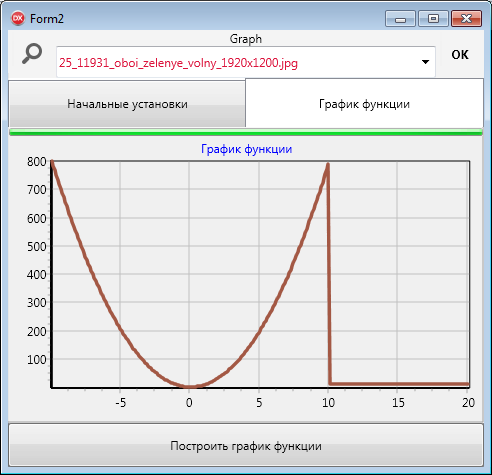 Form2
Graph
25_11931_oboi_zelenye_volny_1920x1200.jpg
OK
Начальные установки
График функции
График функции
800
700
600
500
400
300
200
100
-5 0 5 10 15 20
Построить график функции